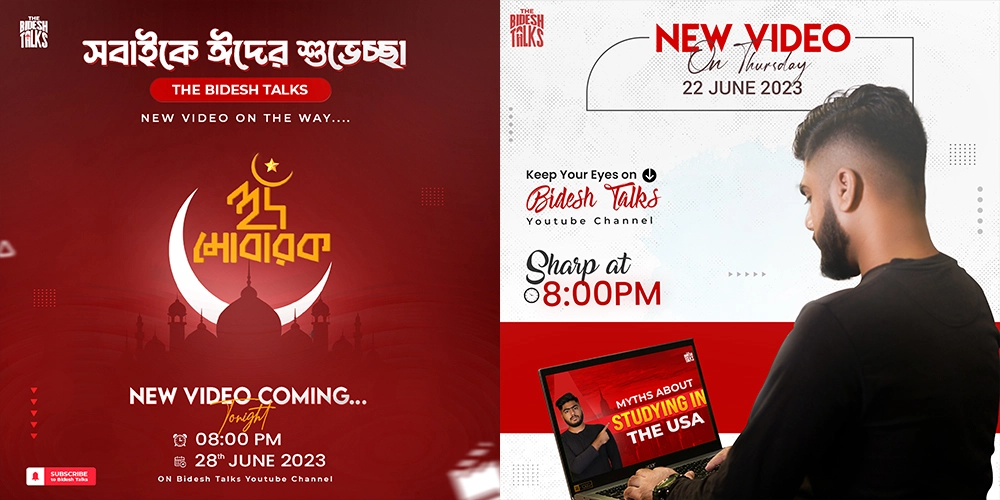 THE
BIDESH
TALKS
সবাইকে ঈদের শুভেচ্ছা
THE BIDESH TALKS
NEW VIDEO ON THE WAY....
ঈদ
মোবারক
NEW VIDEO COMING...
Tonight
08:00 PM
28th JUNE 2023
ON Bidesh Talks Youtube Channel
SUBSCRIBE
to Bidesh Talks
THE
BIDESH
TALKS
NEW VIDEO
On Thursday
22 JUNE 2023
Keep Your Eyes on
Bidesh Talks
Youtube Channel
Sharp at
8:00PM
MYTHS ABOUT
STUDYING IN
THE USA